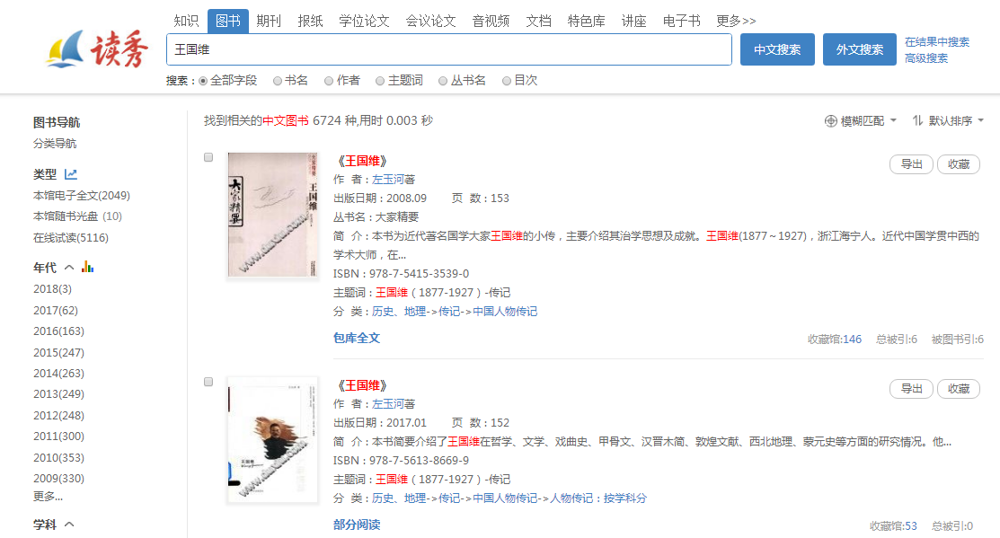 知识 图书 期刊 报纸 学位论文 会议论文 音视频 文档 特色库 讲座 电子书 更多>>
读秀
王国维 中文搜索 外文搜索 在结果中搜索
高级搜索
搜索： 全部字段 书名 作者 主题词 丛书名 目次
图书导航
分类导航
类型
本馆电子全文(2049)
本馆随书光盘 (10)
在线试读(5116)
年代
2018(3)
2017(62)
2016(163)
2015(247)
2014(263)
2013(249)
2012(248)
2011(300)
2010(353)
2009(330)
更多...
学科
找到相关的中文图书 6724 种,用时 0.003 秒 模糊匹配 默认排序
大家精要
王国维
www.duxiu.com
《王国维》 导出 收藏
作 者：左玉河著
出版日期：2008.09 页 数：153
丛书名：大家精要
简 介：本书为近代著名国学大家王国维的小传，主要介绍其治学思想及成就。王国维(1877～1927)，浙江海宁人。近代中国学贯中西的
学术大师，在...
ISBN：978-7-5415-3539-0
主题词：王国维（1877-1927）-传记
分 类：历史、地理->传记->中国人物传记
包库全文 收藏馆:146 总被引:6 被图书引:6
王国维
www.duxiu.com
《王国维》 导出 收藏
作 者：左玉河著
出版日期：2017.01 页 数：152
简 介：本书简要介绍了王国维在哲学、文学、戏曲史、甲骨文、汉晋木简、敦煌文献、西北地理、蒙元史等方面的研究情况。他...
ISBN：978-7-5613-8669-9
主题词：王国维（1877-1927）-传记
分 类：历史、地理->传记->中国人物传记->人物传记：按学科分
部分阅读 收藏馆:53 总被引:0